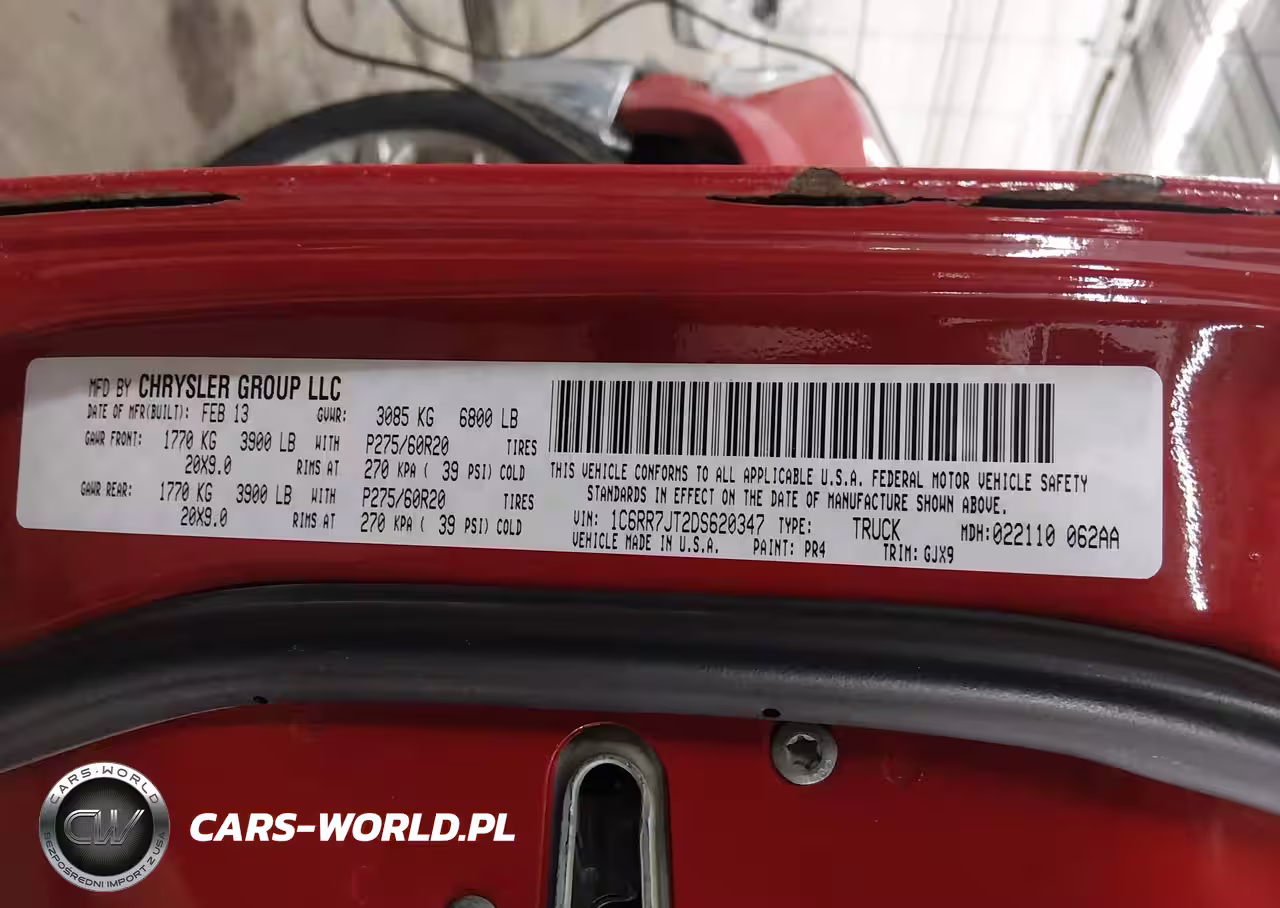 MFD BY CHRYSLER GROUP LLC
DATE OF MFR(BUILT): FEB 13 GVWR: 3085 KG 6800 LB
GAWR FRONT: 1770 KG 3900 LB WITH P275/60R20 TIRES
20X9.0 RIMS AT 270 KPA ( 39 PSI) COLD
GAWR REAR: 1770 KG 3900 LB WITH P275/60R20 TIRES
20X9.0 RIMS AT 270 KPA ( 39 PSI) COLD
THIS VEHICLE CONFORMS TO ALL APPLICABLE U.S.A. FEDERAL MOTOR VEHICLE SAFETY
STANDARDS IN EFFECT ON THE DATE OF MANUFACTURE SHOWN ABOVE.
VIN: 1C6RR7JT2DS620347 TYPE: TRUCK MDH:022110 062AA
VEHICLE MADE IN U.S.A. PAINT: PR4 TRIM: GJX9
CARS-WORLD
CW
BEZPOŚREDNI IMPORT Z USA
CARS-WORLD.PL